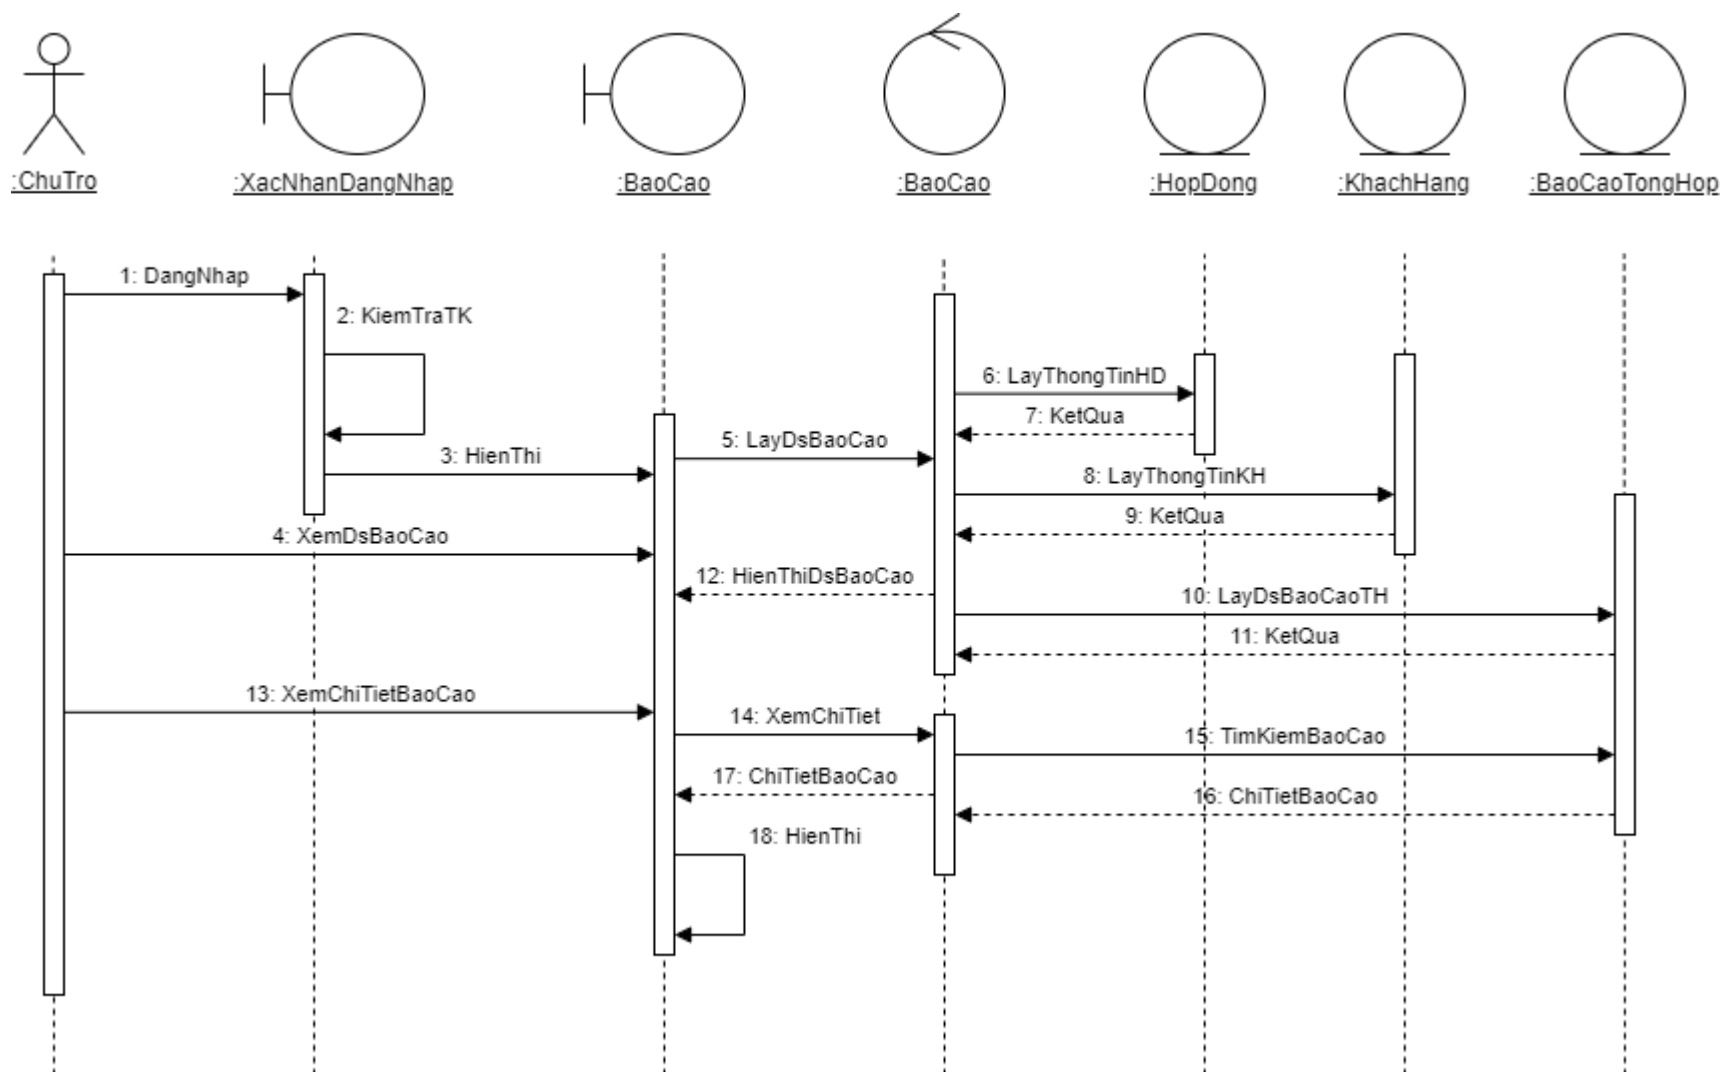 :ChuTro
:XacNhanDangNhap
:BaoCao
:BaoCao
:HopDong
:KhachHang
:BaoCaoTongHop
1: DangNhap
2: KiemTraTK
3: HienThi
4: XemDsBaoCao
5: LayDsBaoCao
6: LayThongTinHD
7: KetQua
8: LayThongTinKH
9: KetQua
10: LayDsBaoCaoTH
11: KetQua
12: HienThiDsBaoCao
13: XemChiTietBaoCao
14: XemChiTiet
15: TimKiemBaoCao
16: ChiTietBaoCao
17: ChiTietBaoCao
18: HienThi